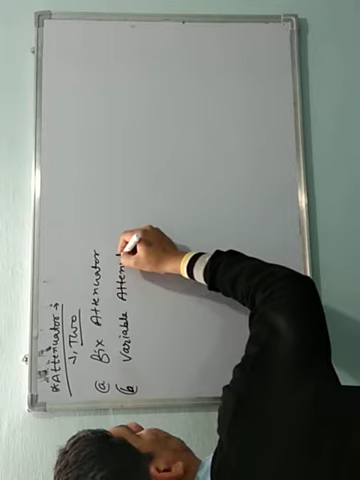 * Attenuator :→
↓, Two
(a) fix Attenuator
(b) Variable Atten